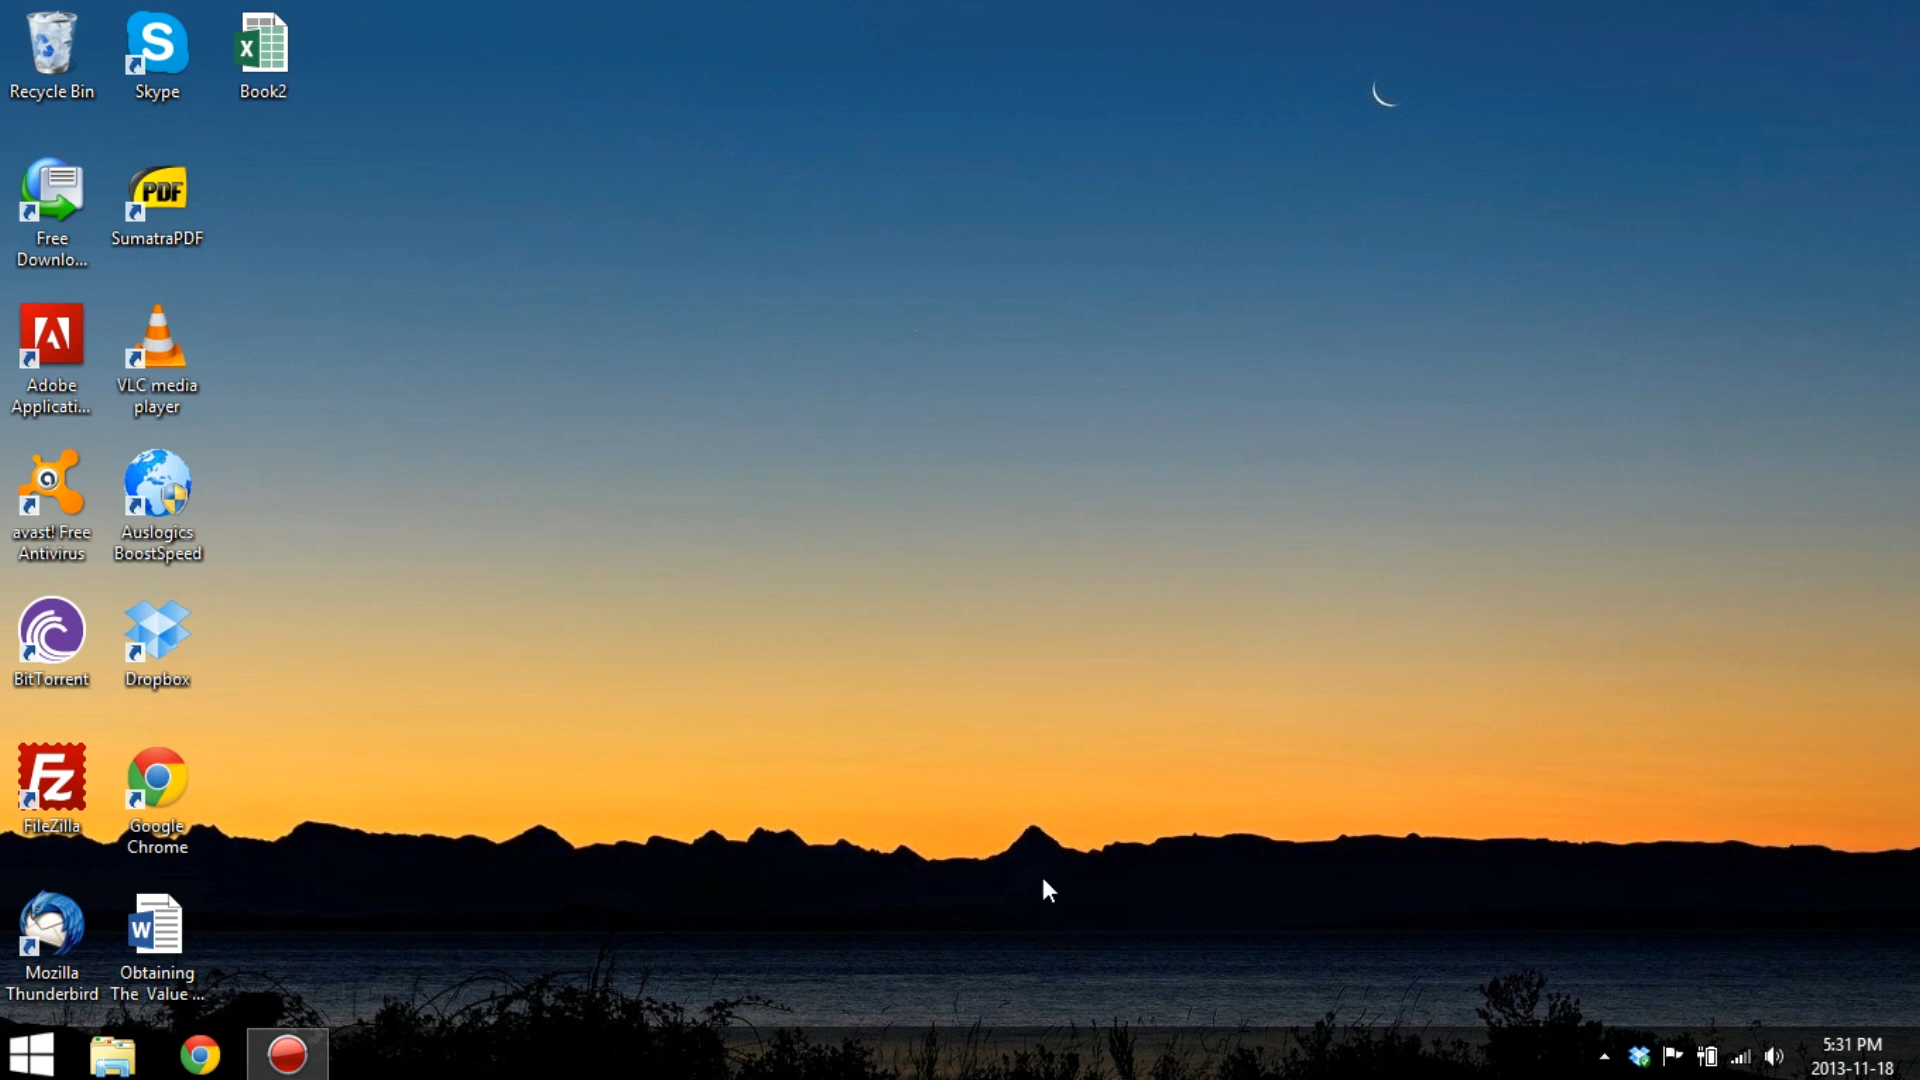 Recycle Bin
Skype
Book2
Free
Downlo...
SumatraPDF
PDF
Adobe
Applicati...
VLC media
player
avast! Free
Antivirus
Auslogics
BoostSpeed
BitTorrent
Dropbox
FileZilla
Google
Chrome
Mozilla
Thunderbird
Obtaining
The Value ...
5:31 PM
2013-11-18